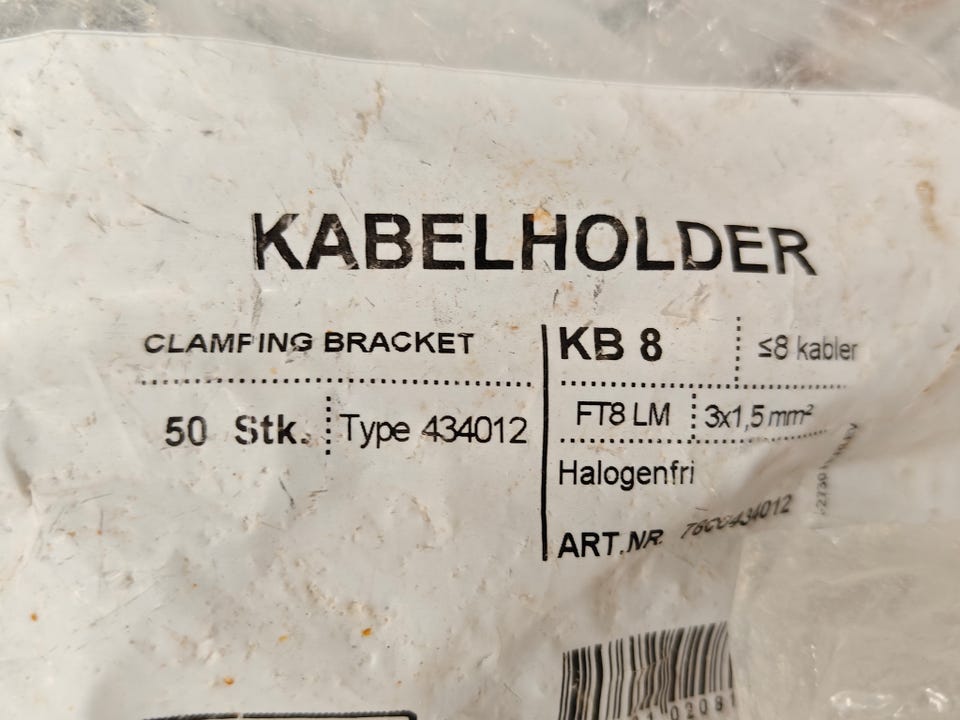 KABELHOLDER
CLAMPING BRACKET
50 Stk. Type 434012
KB 8 ≤8 kabler
FT8 LM 3x1,5 mm²
Halogenfri
ART.NR.